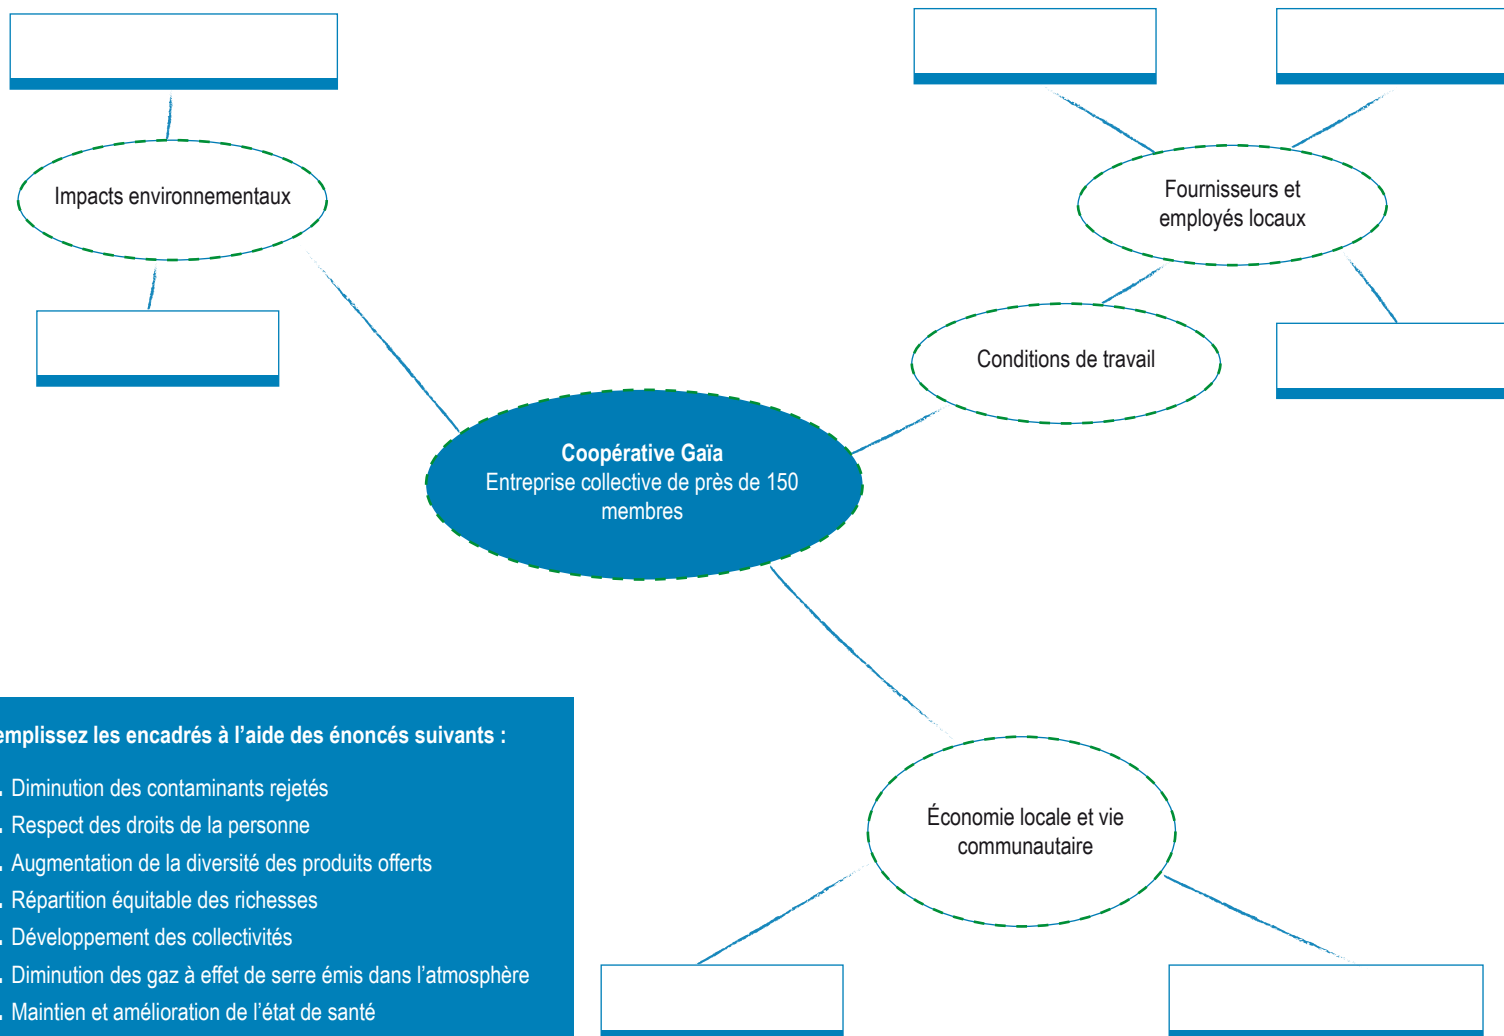 Impacts environnementaux
Fournisseurs et
employés locaux
Conditions de travail
Coopérative Gaïa
Entreprise collective de près de 150
membres
Économie locale et vie
communautaire
emplissez les encadrés à l’aide des énoncés suivants :
. Diminution des contaminants rejetés
. Respect des droits de la personne
. Augmentation de la diversité des produits offerts
. Répartition équitable des richesses
. Développement des collectivités
. Diminution des gaz à effet de serre émis dans l’atmosphère
. Maintien et amélioration de l’état de santé